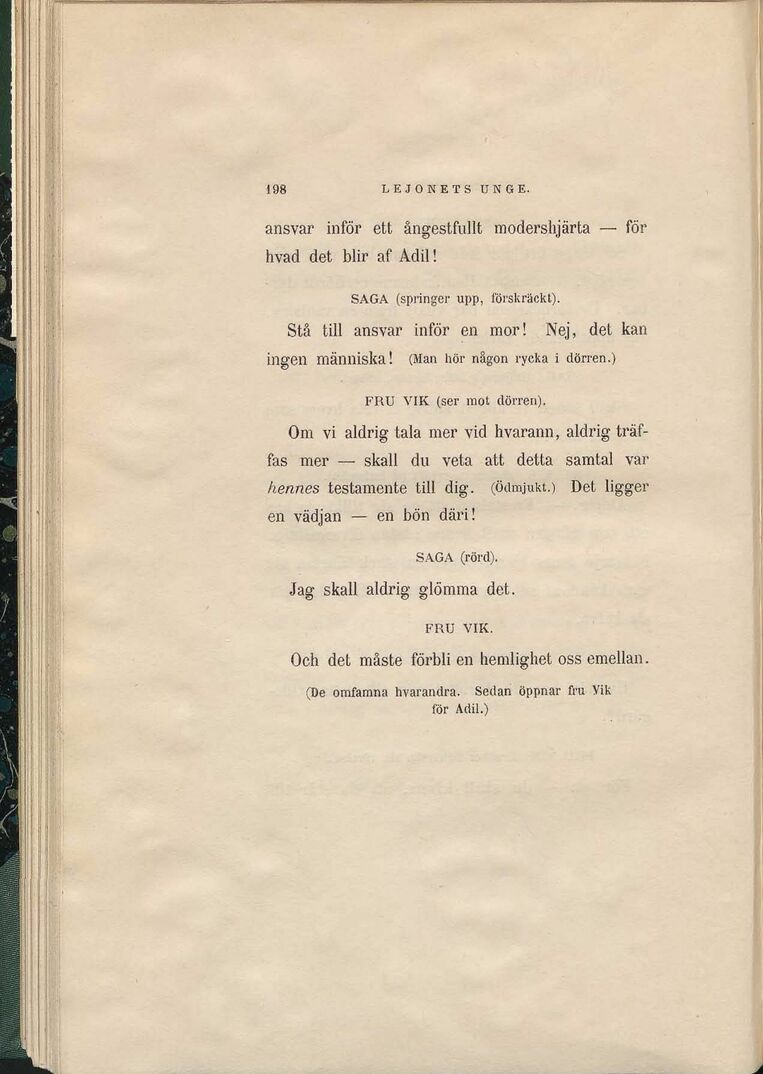 198 LEJONETS UNGE.
ansvar inför ett ångestfullt modershjärta — för
hvad det blir af Adil!
SAGA (springer upp, förskräckt).
Stå till ansvar inför en mor! Nej, det kan
ingen människa! (Man hör någon rycka i dörren.)
FRU VIK (ser mot dörren).
Om vi aldrig tala mer vid hvarann, aldrig träf-
fas mer — skall du veta att detta samtal var
hennes testamente till dig. (Ödmjukt.) Det ligger
en vädjan — en bön däri!
SAGA (rörd).
Jag skall aldrig glömma det.
FRU VIK.
Och det måste förbli en hemlighet oss emellan.
(De omfamna hvarandra. Sedan öppnar fru Vik
för Adil.)